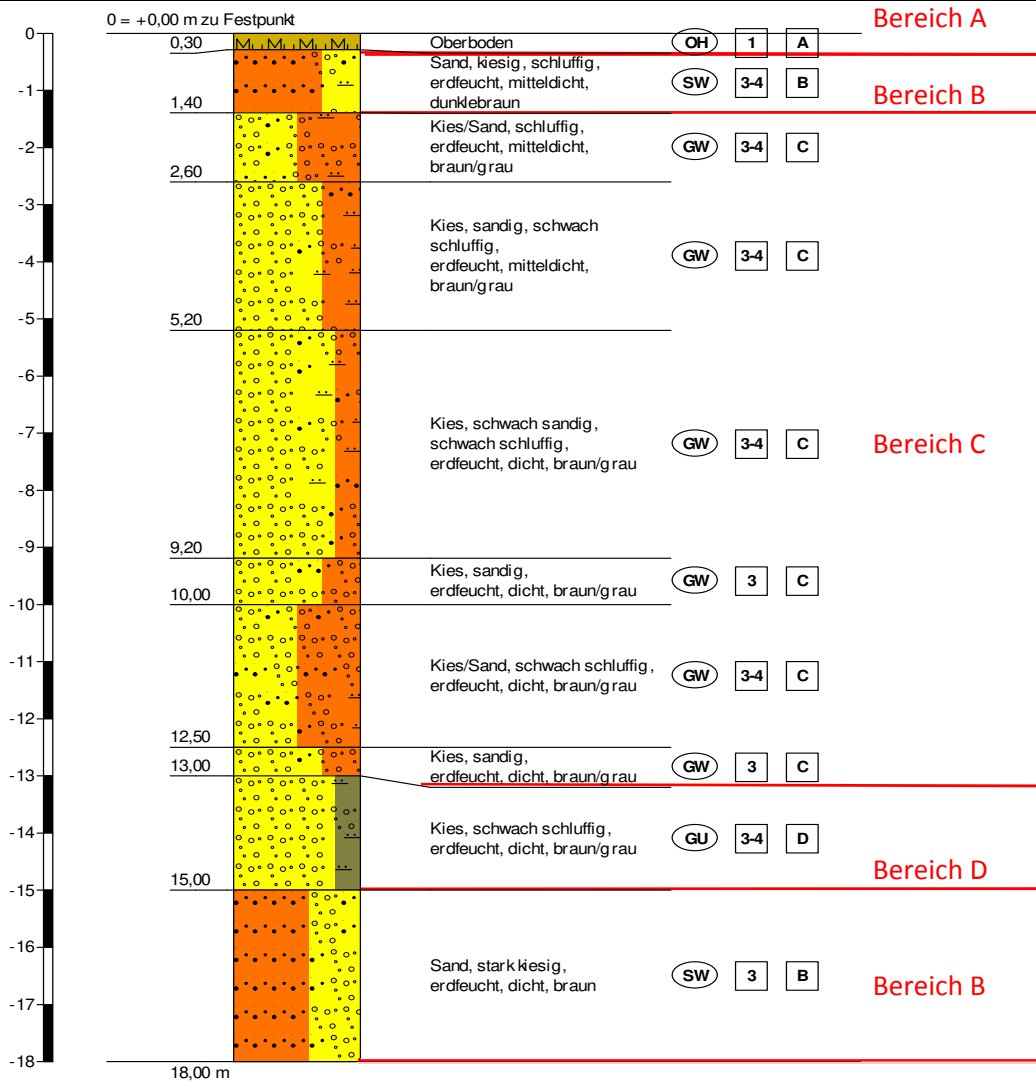 0 = +0,00 m zu Festpunkt
Bereich A
0
0,30
Oberboden
OH 1 A
Sand, kiesig, schluffig,
erdfeucht, mitteldicht,
dunklebraun
SW 3-4 B
Bereich B
-1
1,40
Kies/Sand, schluffig,
erdfeucht, mitteldicht,
braun/grau
GW 3-4 C
-2
2,60
-3
Kies, sandig, schwach
schluffig,
erdfeucht, mitteldicht,
braun/grau
GW 3-4 C
-4
-5
5,20
-6
Kies, schwach sandig,
schwach schluffig,
erdfeucht, dicht, braun/grau
GW 3-4 C
Bereich C
-7
-8
-9
9,20
Kies, sandig,
erdfeucht, dicht, braun/grau
GW 3 C
10,00
-10
-11
Kies/Sand, schwach schluffig,
erdfeucht, dicht, braun/grau
GW 3-4 C
-12
12,50
Kies, sandig,
erdfeucht, dicht, braun/grau
GW 3 C
13,00
-13
Kies, schwach schluffig,
erdfeucht, dicht, braun/grau
GU 3-4 D
-14
Bereich D
15,00
-15
-16
Sand, stark kiesig,
erdfeucht, dicht, braun
SW 3 B
Bereich B
-17
-18
18,00 m
M M M M